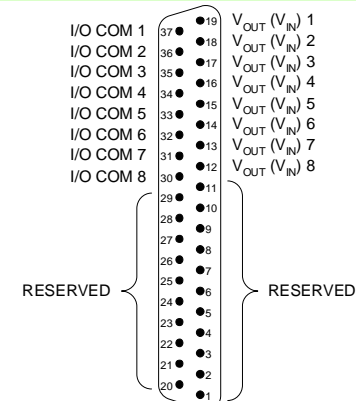 I/O COM 1 37 19 VOUT (VIN) 1
I/O COM 2 36 18 VOUT (VIN) 2
I/O COM 3 35 17 VOUT (VIN) 3
I/O COM 4 34 16 VOUT (VIN) 4
I/O COM 5 33 15 VOUT (VIN) 5
I/O COM 6 32 14 VOUT (VIN) 6
I/O COM 7 31 13 VOUT (VIN) 7
I/O COM 8 30 12 VOUT (VIN) 8
29 11
28 10
27 9
26 8
25 7
RESERVED 24 6 RESERVED
23 5
22 4
21 3
20 2
1